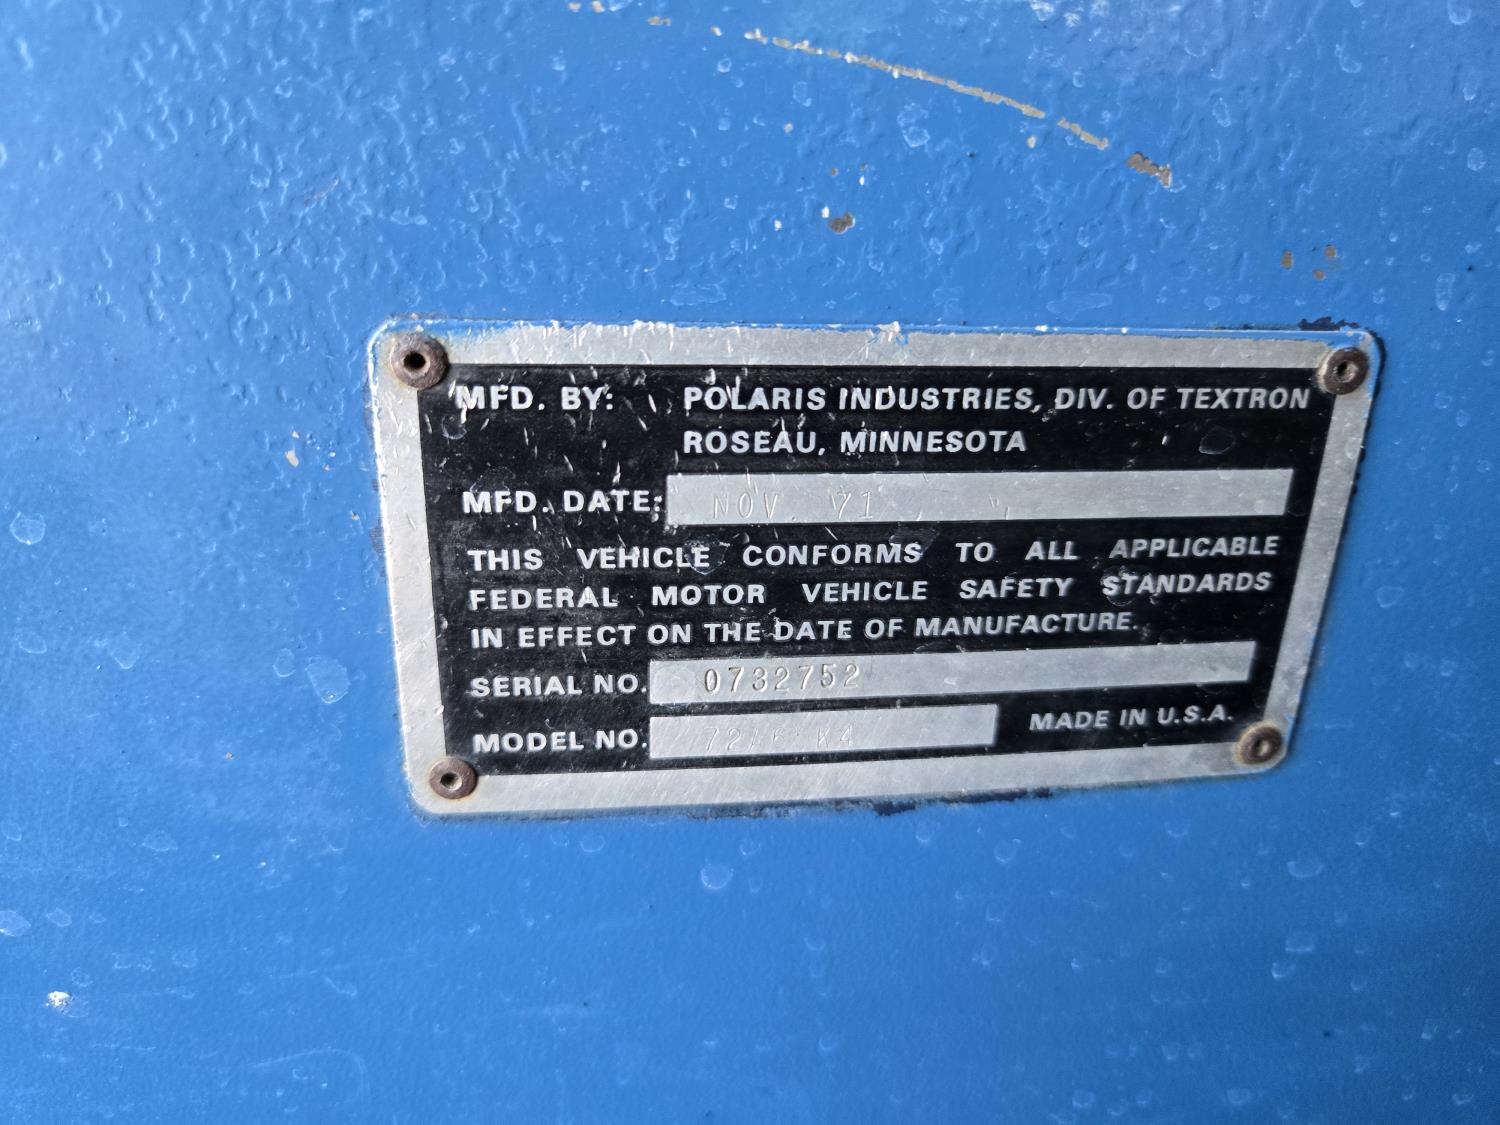 MFD. BY: POLARIS INDUSTRIES, DIV. OF TEXTRON
ROSEAU, MINNESOTA
MFD. DATE: NOV. 71
THIS VEHICLE CONFORMS TO ALL APPLICABLE
FEDERAL MOTOR VEHICLE SAFETY STANDARDS
IN EFFECT ON THE DATE OF MANUFACTURE.
SERIAL NO. 0732752
MODEL NO.
MADE IN U.S.A.